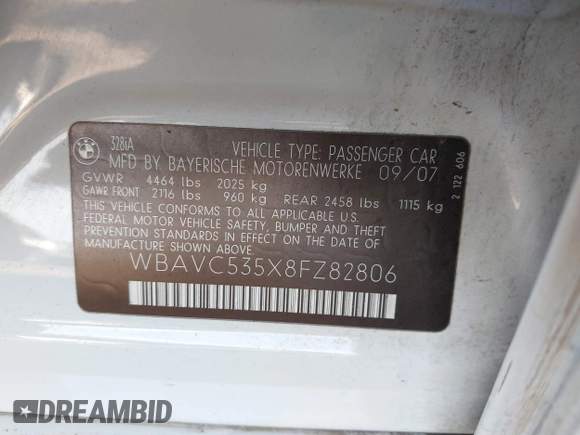 328iA
VEHICLE TYPE: PASSENGER CAR
MFD BY BAYERISCHE MOTORENWERKE 09/07
GVWR 4464 lbs 2025 kg
GAWR FRONT 2116 lbs 960 kg REAR 2458 lbs 1115 kg
THIS VEHICLE CONFORMS TO ALL APPLICABLE U.S.
FEDERAL MOTOR VEHICLE SAFETY, BUMPER AND THEFT
PREVENTION STANDARDS IN EFFECT ON THE DATE OF
MANUFACTURE SHOWN ABOVE.
WBAVC535X8FZ82806
2 122 606
DREAMBID